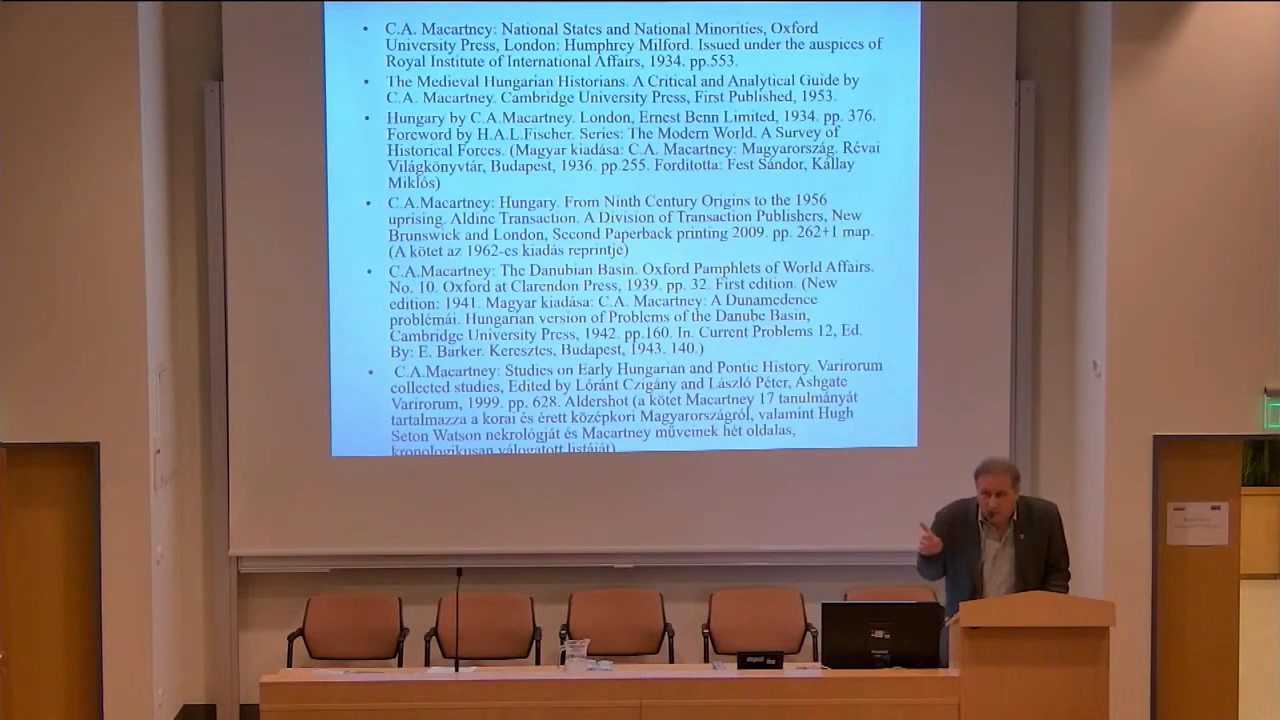 C.A. Macartney: National States and National Minorities, Oxford
University Press, London: Humphrey Milford. Issued under the auspices of
Royal Institute of International Affairs, 1934. pp.553.
The Medieval Hungarian Historians. A Critical and Analytical Guide by
C.A. Macartney. Cambridge University Press, First Published, 1953.
Hungary by C.A.Macartney. London, Ernest Benn Limited, 1934. pp. 376.
Foreword by H.A.L.Fischer. Series: The Modern World. A Survey of
Historical Forces. (Magyar kiadása: C.A. Macartney: Magyarország. Révai
Világkönyvtár, Budapest, 1936. pp.255. Fordította: Fest Sándor, Kállay
Miklós)
C.A.Macartney: Hungary. From Ninth Century Origins to the 1956
uprising. Aldine Transaction. A Division of Transaction Publishers, New
Brunswick and London, Second Paperback printing 2009. pp. 262+1 map.
(A kötet az 1962-es kiadás reprintje)
C.A.Macartney: The Danubian Basin. Oxford Pamphlets of World Affairs.
No. 10. Oxford at Clarendon Press, 1939. pp. 32. First edition. (New
edition: 1941. Magyar kiadása: C.A. Macartney: A Dunamedence
problémái. Hungarian version of Problems of the Danube Basin,
Cambridge University Press, 1942. pp.160. In. Current Problems 12, Ed.
By: E. Barker. Keresztes, Budapest, 1943. 140.)
C.A.Macartney: Studies on Early Hungarian and Pontic History. Varirorum
collected studies, Edited by Lóránt Czigány and László Péter, Ashgate
Varirorum, 1999. pp. 628. Aldershot (a kötet Macartney 17 tanulmányát
tartalmazza a korai és érett középkori Magyarországról, valamint Hugh
Seton Watson nekrológját és Macartney műveinek hét oldalas,
kronologikusan válogatott listáját)